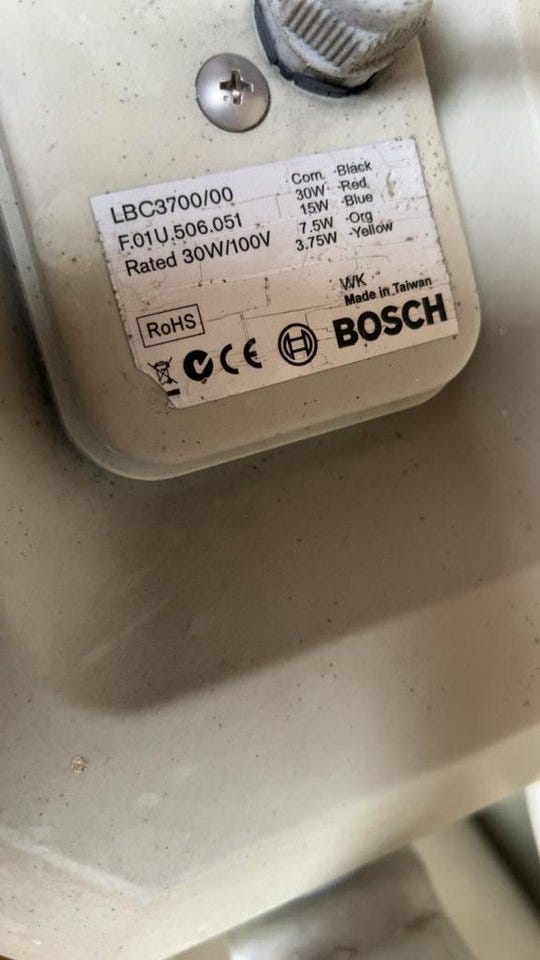 LBC3700/00
F.01U.506.051
Rated 30W/100V
Com -Black
30W -Red
15W -Blue
7.5W -Org
3.75W -Yellow
WK
Made in Taiwan
RoHS
CE
BOSCH